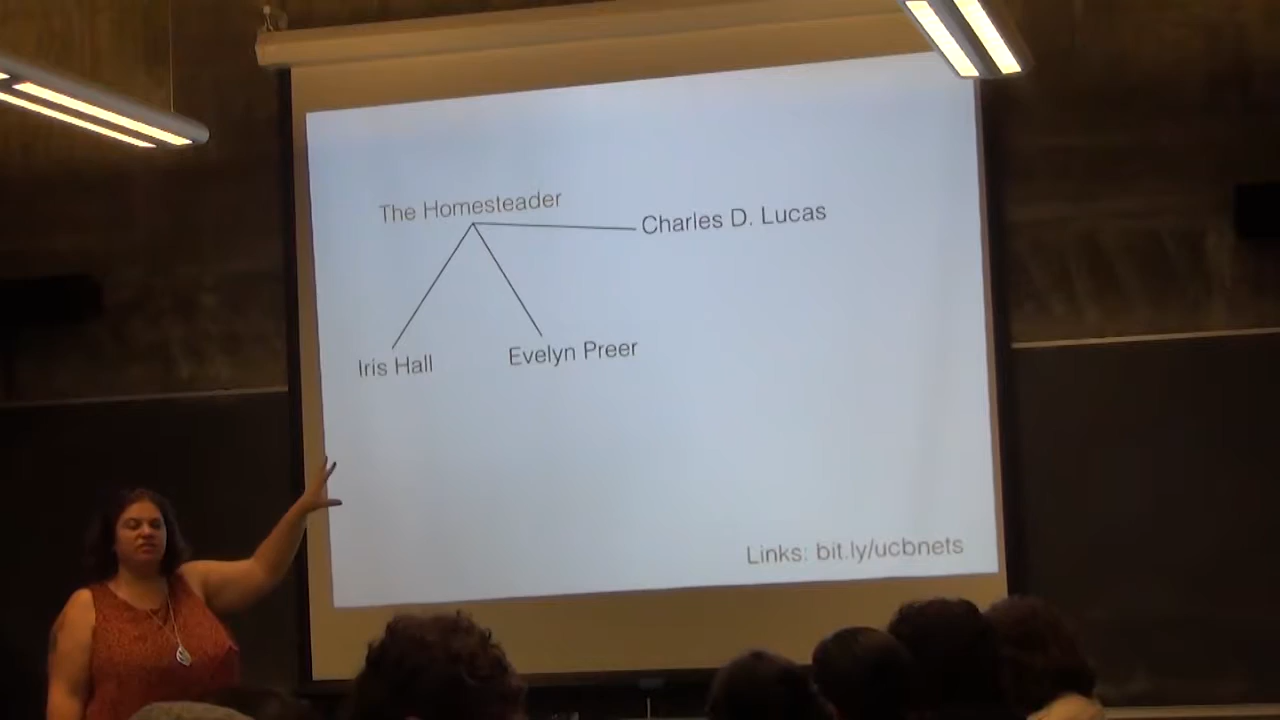 The Homesteader
Charles D. Lucas
Iris Hall
Evelyn Preer
Links: bit.ly/ucbnets